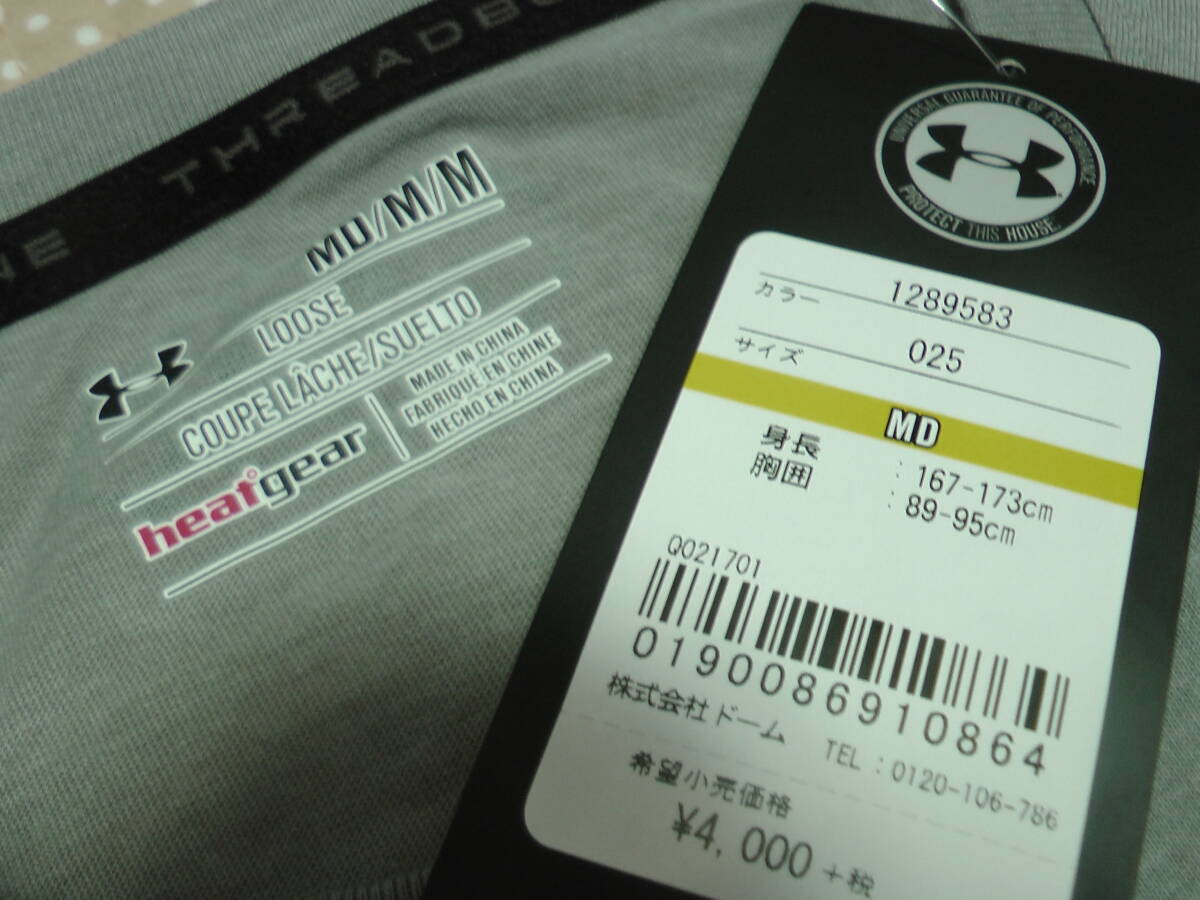 THREADBO
NE
MD/M/M
LOOSE
COUPE LÂCHE/SUELTO
heatgear
MADE IN CHINA
FABRIQUÉ EN CHINE
HECHO EN CHINA
UNIVERSAL GUARANTEE OF PERFORMANCE
PROTECT THIS HOUSE
1289583
カラー
025
サイズ
MD
身長 : 167-173cm
胸囲 : 89-95cm
Q021701
0190086910864
株式会社ドーム TEL : 0120-106-786
希望小売価格
¥4,000 +税